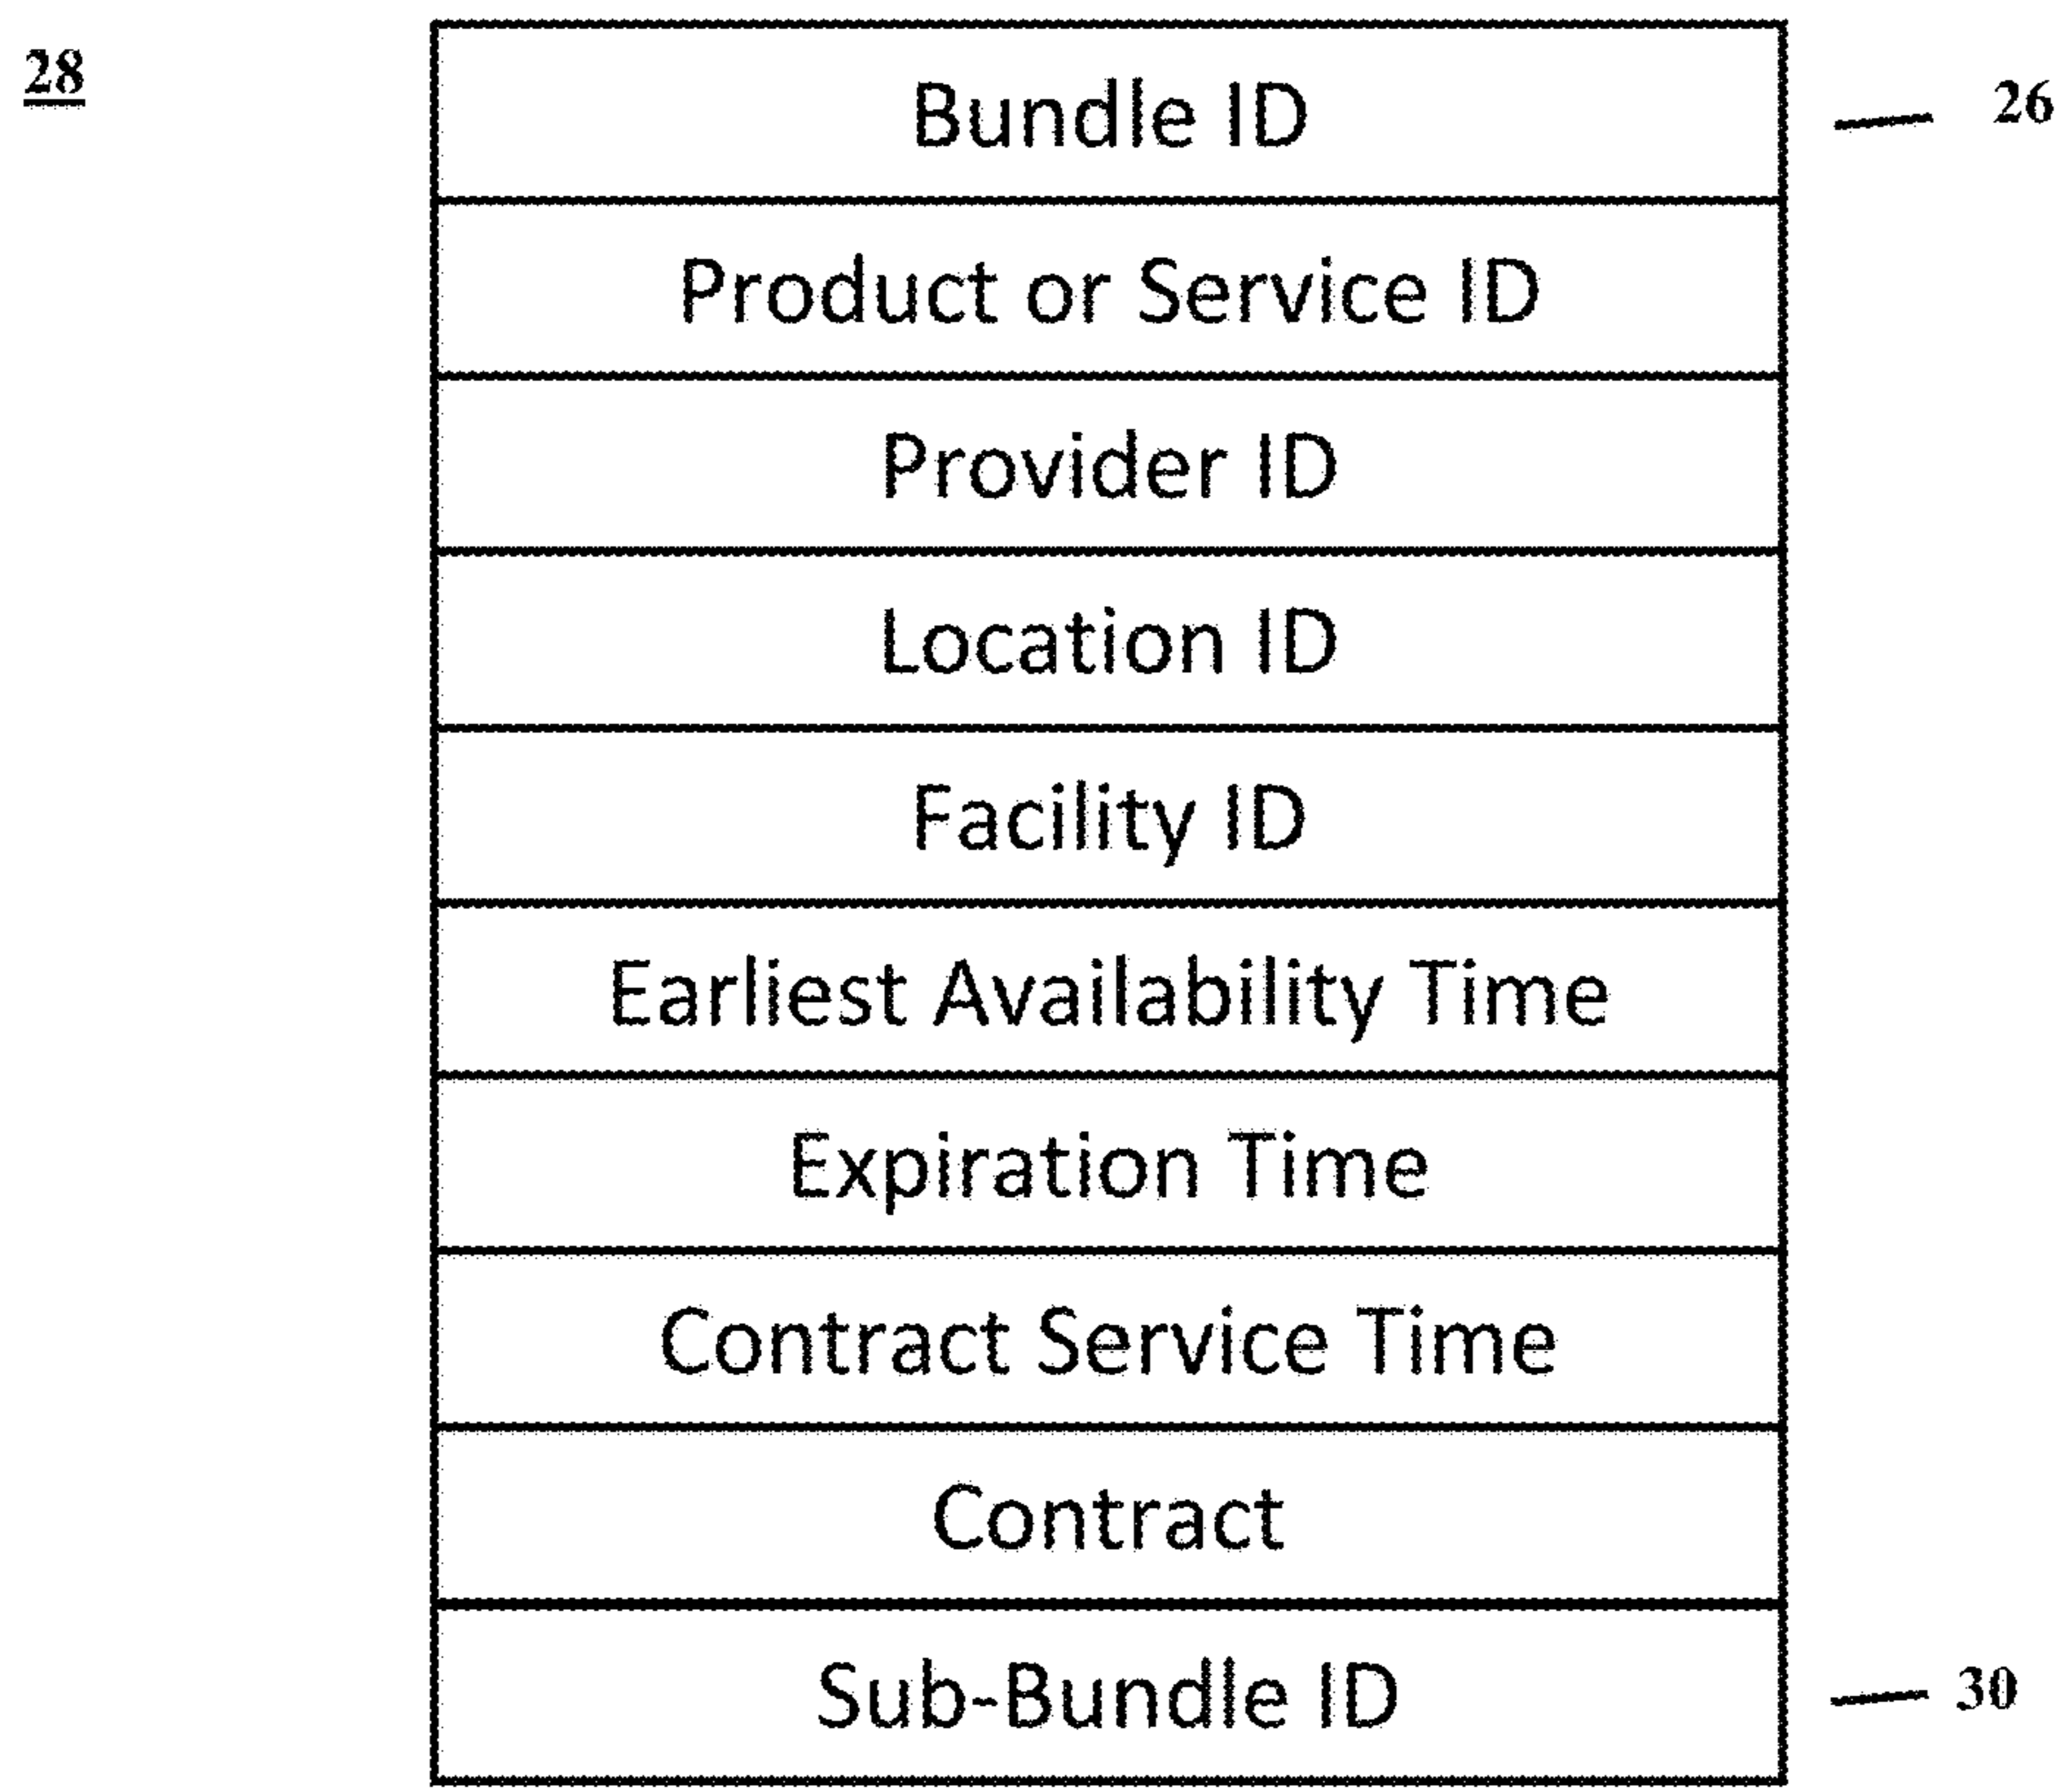 28
Bundle ID
26
Product or Service ID
Provider ID
Location ID
Facility ID
Earliest Availability Time
Expiration Time
Contract Service Time
Contract
Sub-Bundle ID
30